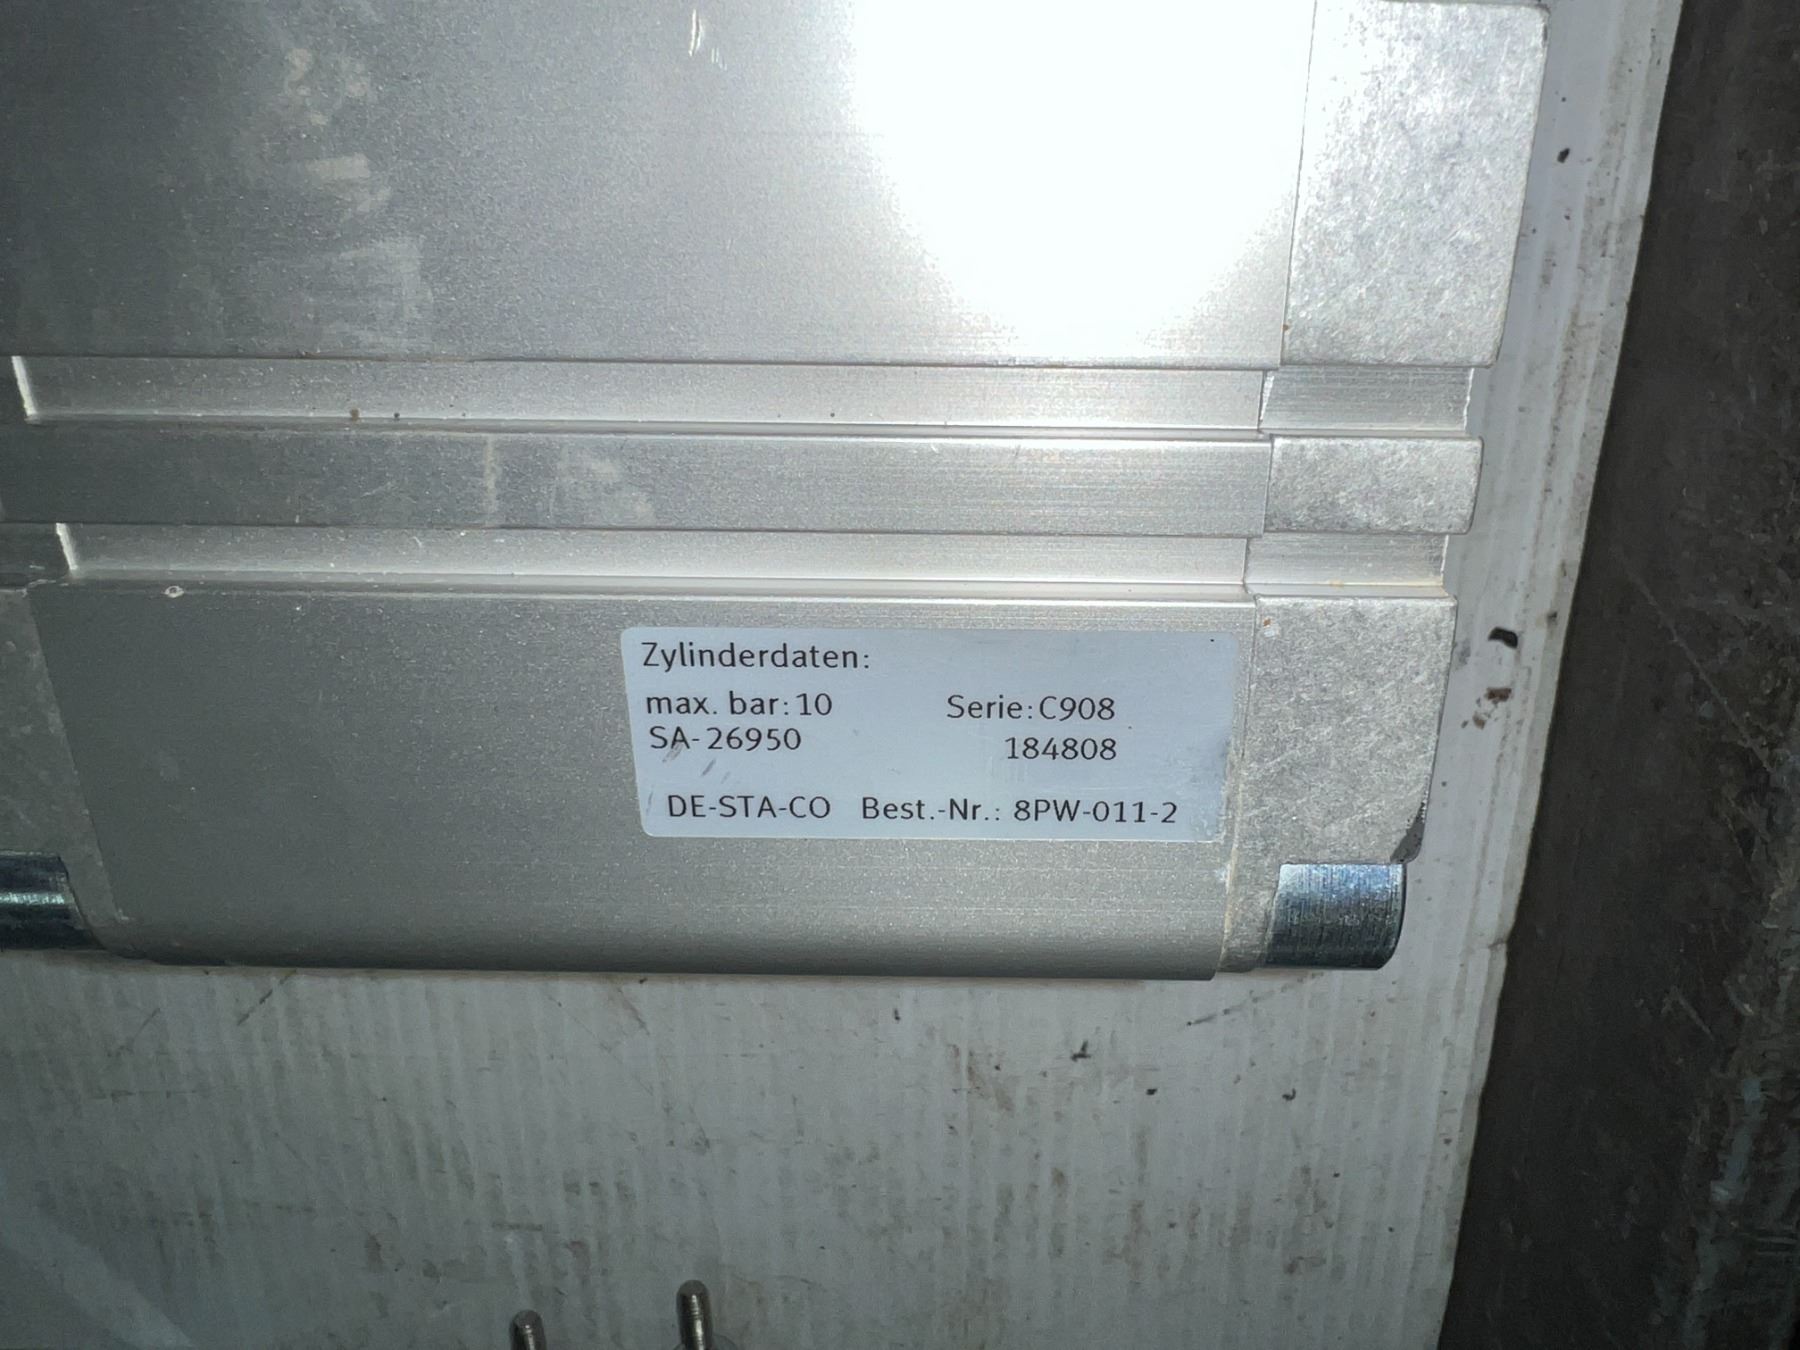 Zylinderdaten:
max. bar: 10 Serie: C908
SA-26950 184808
DE-STA-CO Best.-Nr.: 8PW-011-2